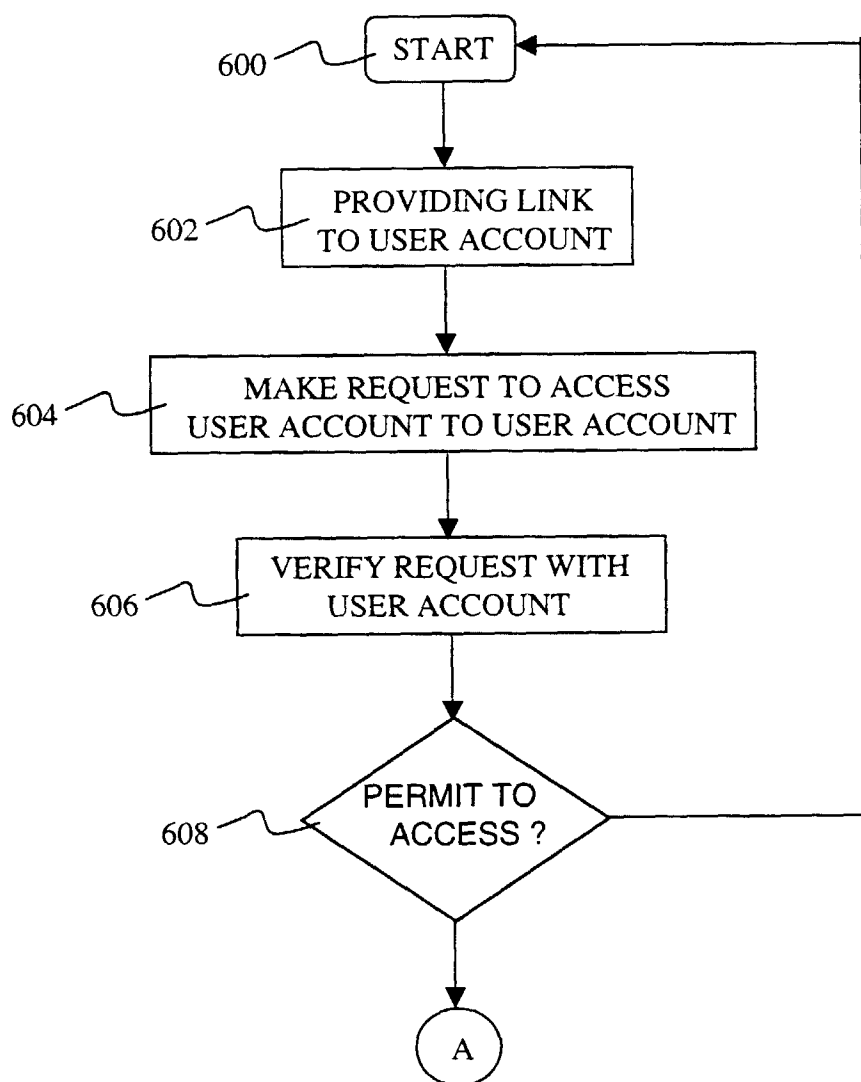 START
600
PROVIDING LINK
TO USER ACCOUNT
602
MAKE REQUEST TO ACCESS
USER ACCOUNT TO USER ACCOUNT
604
VERIFY REQUEST WITH
USER ACCOUNT
606
PERMIT TO
ACCESS ?
608
A